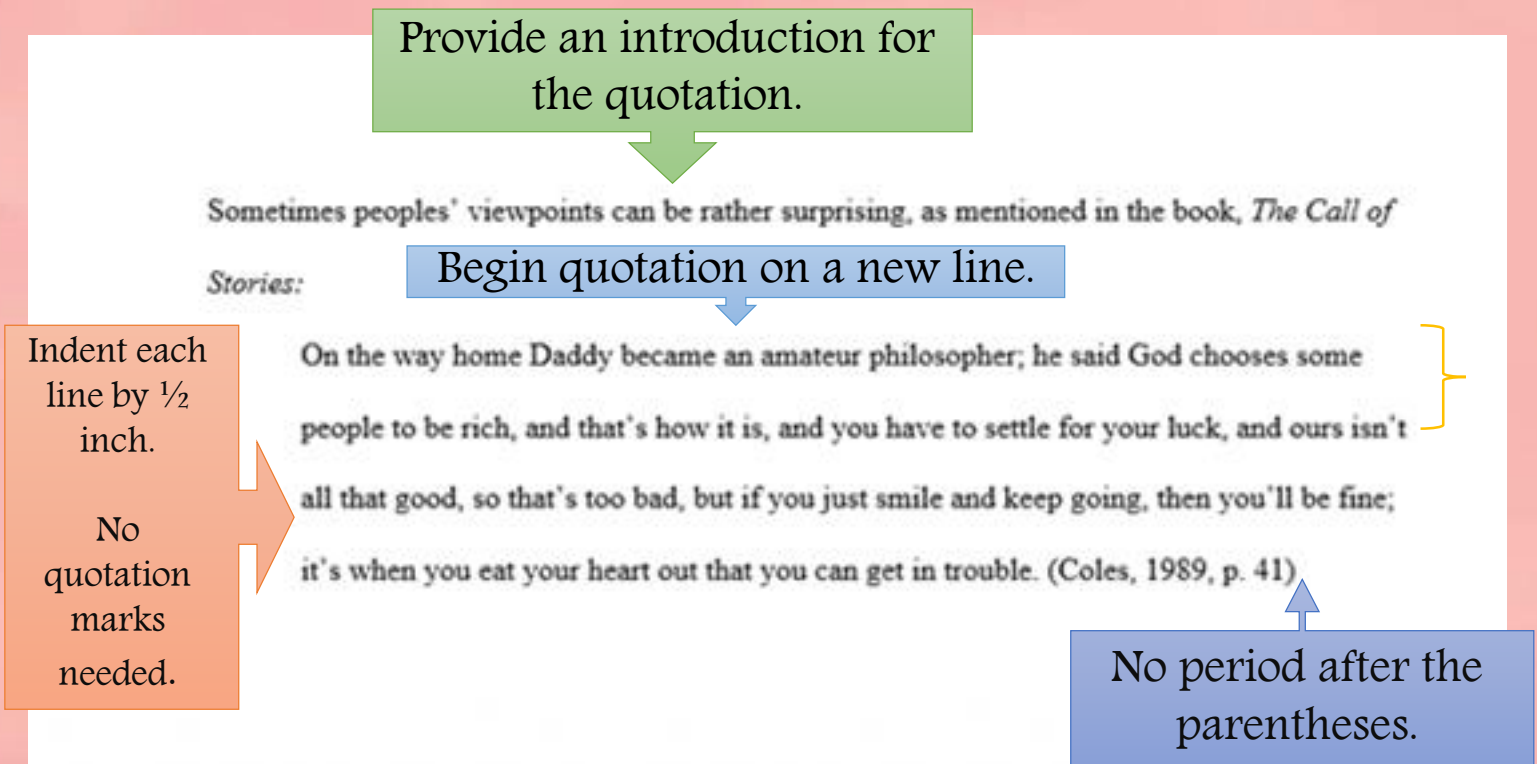 Provide an introduction for
the quotation.
Sometimes peoples' viewpoints can be rather surprising, as mentioned in the book, The Call of
Stories:
Begin quotation on a new line.
Indent each
line by ½
inch.
No
quotation
marks
needed.
On the way home Daddy became an amateur philosopher; he said God chooses some
people to be rich, and that's how it is, and you have to settle for your luck, and ours isn't
all that good, so that's too bad, but if you just smile and keep going, then you'll be fine;
it's when you eat your heart out that you can get in trouble. (Coles, 1989, p. 41)
No period after the
parentheses.